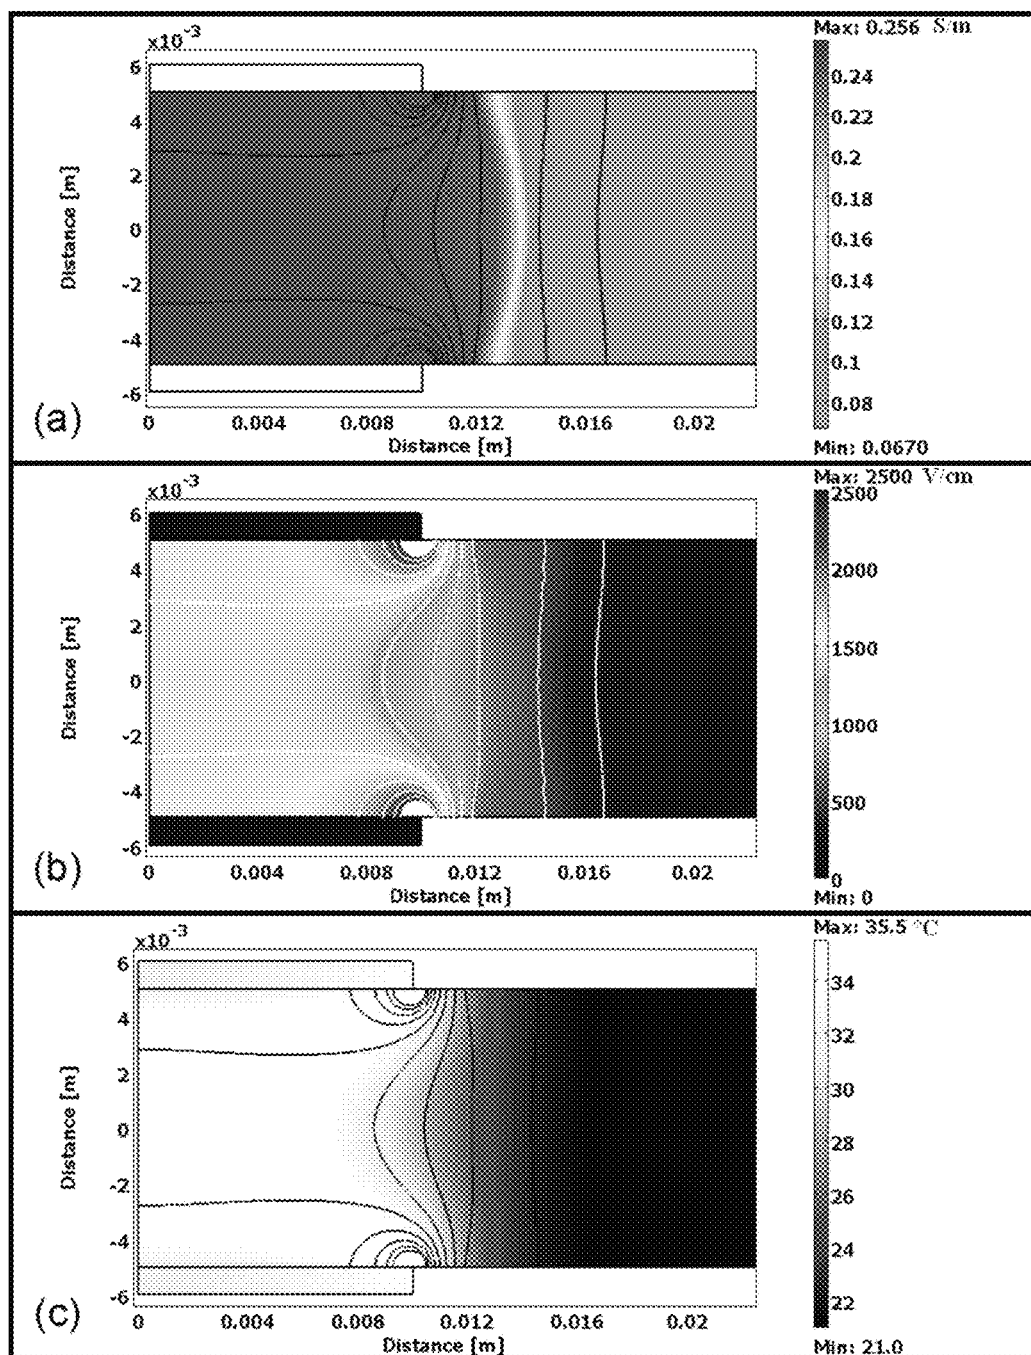 x10-3
Max: 0.256 S/m
6
4
2
0
-2
-4
-6
Distance [m]
0.24
0.22
0.2
0.18
0.16
0.14
0.12
0.1
0.08
Min: 0.0670
0 0.004 0.008 0.012 0.016 0.02
Distance [m]
(a)
x10-3
Max: 2500 V/cm
6
4
2
0
-2
-4
-6
Distance [m]
2500
2000
1500
1000
500
0
Min: 0
0 0.004 0.008 0.012 0.016 0.02
Distance [m]
(b)
x10-3
Max: 35.5 °C
6
4
2
0
-2
-4
-6
Distance [m]
34
32
30
28
26
24
22
Min: 21.0
0 0.004 0.008 0.012 0.016 0.02
Distance [m]
(c)